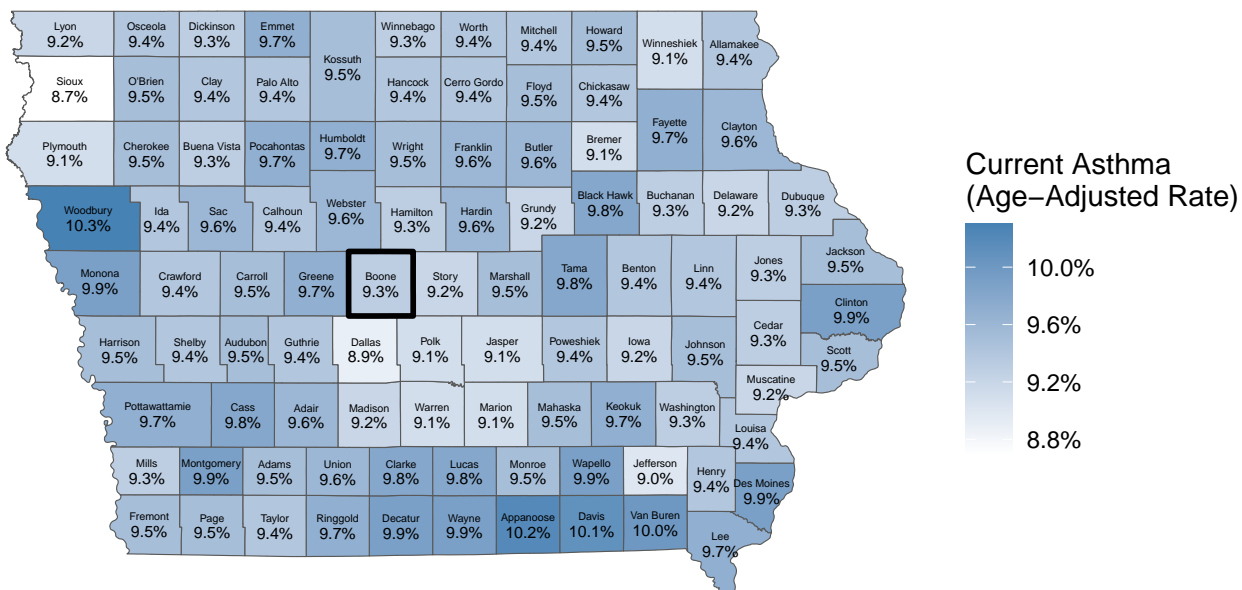 Lyon
9.2%
Osceola
9.4%
Dickinson
9.3%
Emmet
9.7%
Kossuth
9.5%
Winnebago
9.3%
Worth
9.4%
Mitchell
9.4%
Howard
9.5%
Winneshiek
9.1%
Allamakee
9.4%
Sioux
8.7%
O'Brien
9.5%
Clay
9.4%
Palo Alto
9.4%
Hancock
9.4%
Cerro Gordo
9.4%
Floyd
9.5%
Chickasaw
9.4%
Fayette
9.7%
Clayton
9.6%
Plymouth
9.1%
Cherokee
9.5%
Buena Vista
9.3%
Pocahontas
9.7%
Humboldt
9.7%
Wright
9.5%
Franklin
9.6%
Butler
9.6%
Bremer
9.1%
Woodbury
10.3%
Ida
9.4%
Sac
9.6%
Calhoun
9.4%
Webster
9.6%
Hamilton
9.3%
Hardin
9.6%
Grundy
9.2%
Black Hawk
9.8%
Buchanan
9.3%
Delaware
9.2%
Dubuque
9.3%
Monona
9.9%
Crawford
9.4%
Carroll
9.5%
Greene
9.7%
Boone
9.3%
Story
9.2%
Marshall
9.5%
Tama
9.8%
Benton
9.4%
Linn
9.4%
Jones
9.3%
Jackson
9.5%
Clinton
9.9%
Harrison
9.5%
Shelby
9.4%
Audubon
9.5%
Guthrie
9.4%
Dallas
8.9%
Polk
9.1%
Jasper
9.1%
Poweshiek
9.4%
Iowa
9.2%
Johnson
9.5%
Cedar
9.3%
Scott
9.5%
Muscatine
9.2%
Pottawattamie
9.7%
Cass
9.8%
Adair
9.6%
Madison
9.2%
Warren
9.1%
Marion
9.1%
Mahaska
9.5%
Keokuk
9.7%
Washington
9.3%
Louisa
9.4%
Mills
9.3%
Montgomery
9.9%
Adams
9.5%
Union
9.6%
Clarke
9.8%
Lucas
9.8%
Monroe
9.5%
Wapello
9.9%
Jefferson
9.0%
Henry
9.4%
Des Moines
9.9%
Fremont
9.5%
Page
9.5%
Taylor
9.4%
Ringgold
9.7%
Decatur
9.9%
Wayne
9.9%
Appanoose
10.2%
Davis
10.1%
Van Buren
10.0%
Lee
9.7%
Current Asthma
(Age−Adjusted Rate)
10.0%
9.6%
9.2%
8.8%